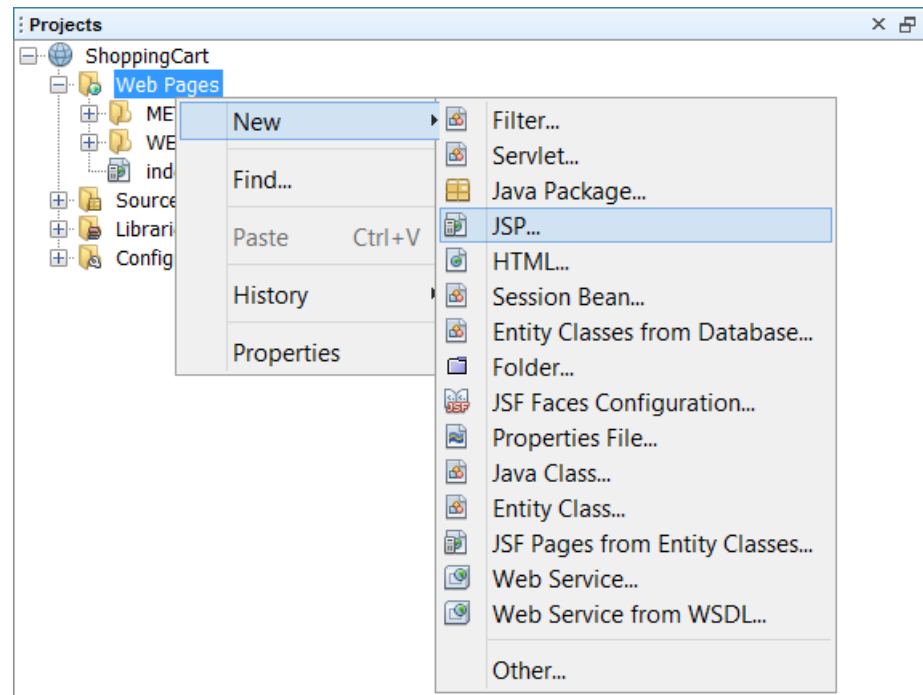 Projects
ShoppingCart
Web Pages
ME
WE
ind
Source
Librari
Config
New
Find...
Paste Ctrl+V
History
Properties
Filter...
Servlet...
Java Package...
JSP...
HTML...
Session Bean...
Entity Classes from Database...
Folder...
JSF Faces Configuration...
Properties File...
Java Class...
Entity Class...
JSF Pages from Entity Classes...
Web Service...
Web Service from WSDL...
Other...